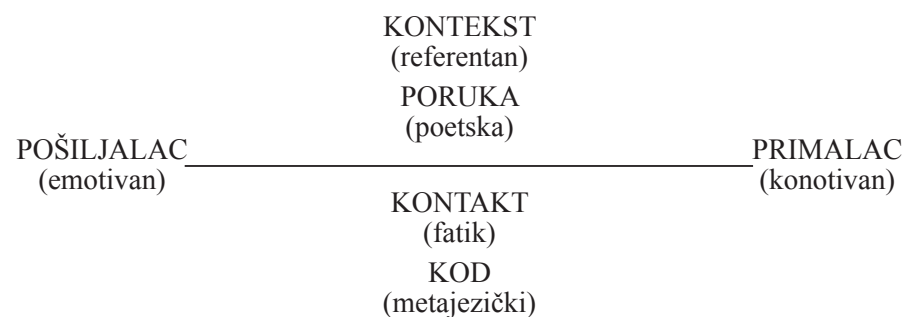 KONTEKST
(referentan)
PORUKA
(poetska)
POŠILJALAC
(emotivan)
PRIMALAC
(konotivan)
KONTAKT
(fatik)
KOD
(metajezički)